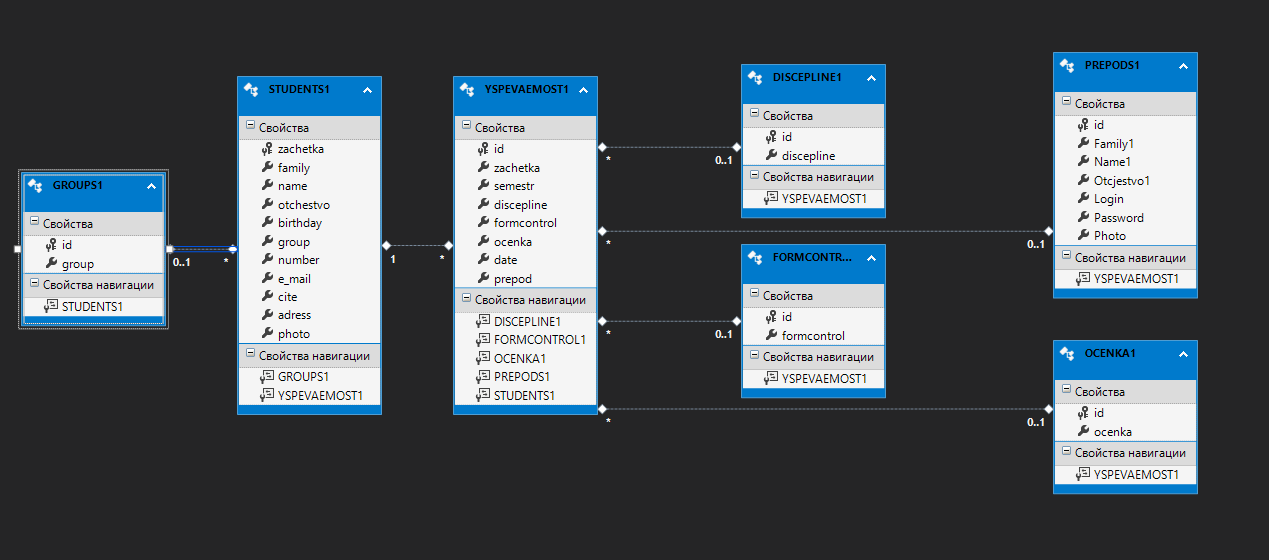 GROUPS1
Свойства
id
group
Свойства навигации
STUDENTS1
0..1
*
STUDENTS1
Свойства
zachetka
family
name
otchestvo
birthday
group
number
e_mail
cite
adress
photo
Свойства навигации
GROUPS1
YSPEVAEMOST1
1
*
YSPEVAEMOST1
Свойства
id
zachetka
semestr
discepline
formcontrol
ocenka
date
prepod
Свойства навигации
DISCEPLINE1
FORMCONTROL1
OCENKA1
PREPODS1
STUDENTS1
*
0..1
*
0..1
*
0..1
*
0..1
DISCEPLINE1
Свойства
id
discepline
Свойства навигации
YSPEVAEMOST1
FORMCONTR...
Свойства
id
formcontrol
Свойства навигации
YSPEVAEMOST1
PREPODS1
Свойства
id
Family1
Name1
Otcjestvo1
Login
Password
Photo
Свойства навигации
YSPEVAEMOST1
OCENKA1
Свойства
id
ocenka
Свойства навигации
YSPEVAEMOST1